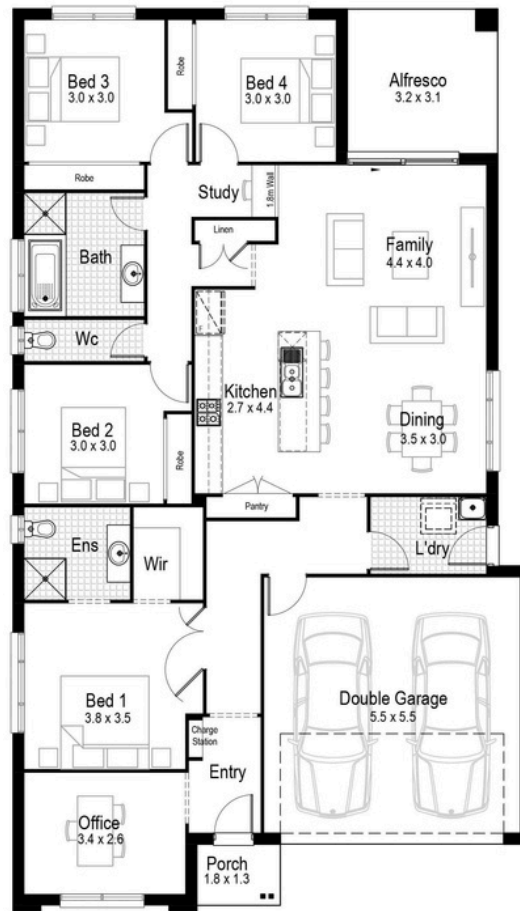 Bed 3
3.0 x 3.0
Robe
Bed 4
3.0 x 3.0
Alfresco
3.2 x 3.1
Robe
Study
1.8m Wall
Linen
Family
4.4 x 4.0
Bath
Wc
Kitchen
2.7 x 4.4
Dining
3.5 x 3.0
Bed 2
3.0 x 3.0
Robe
Pantry
Ens
Wir
L'dry
Bed 1
3.8 x 3.5
Double Garage
5.5 x 5.5
Charge
Station
Entry
Office
3.4 x 2.6
Porch
1.8 x 1.3